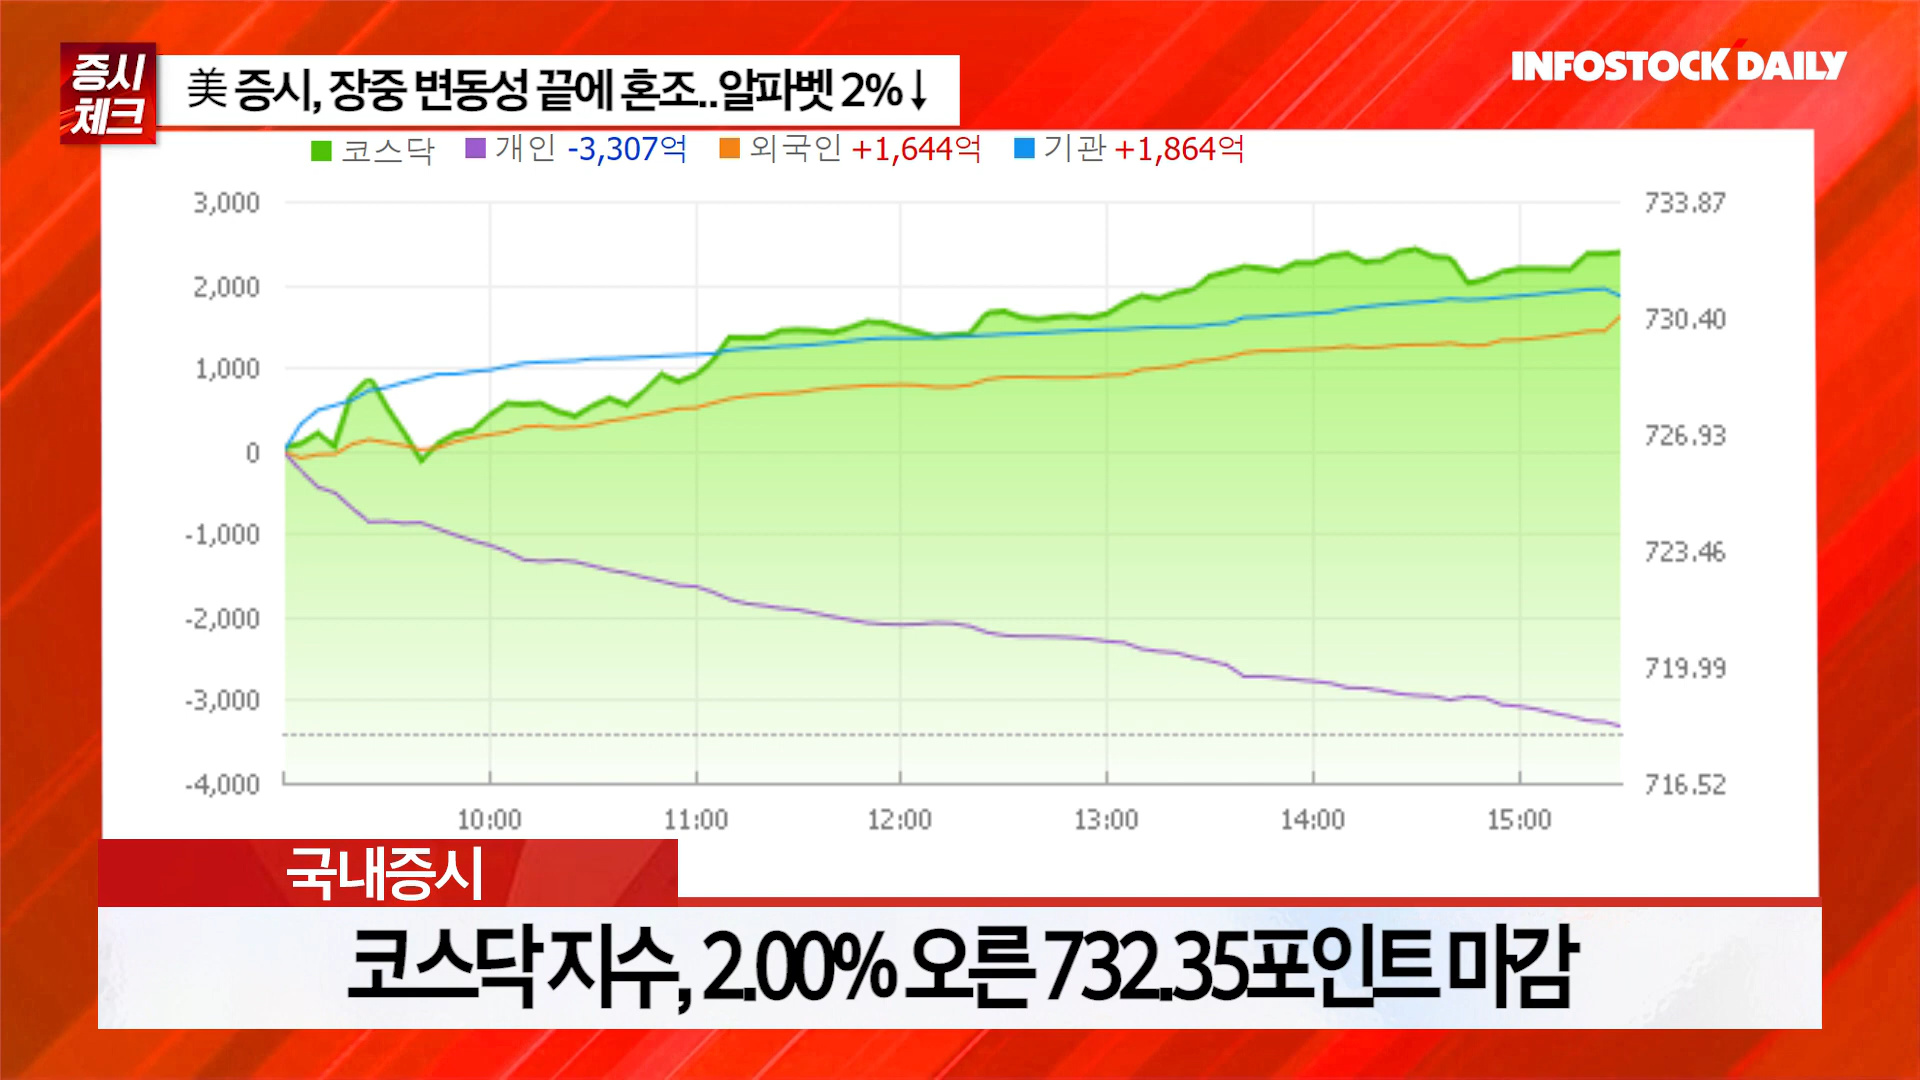 증시
체크
美 증시, 장중 변동성 끝에 혼조..알파벳 2%↓
INFOSTOCK DAILY
코스닥 개인 -3,307억 외국인 +1,644억 기관 +1,864억
3,000
2,000
1,000
0
-1,000
-2,000
-3,000
-4,000
733.87
730.40
726.93
723.46
719.99
716.52
10:00 11:00 12:00 13:00 14:00 15:00
국내증시
코스닥 지수, 2.00% 오른 732.35포인트 마감